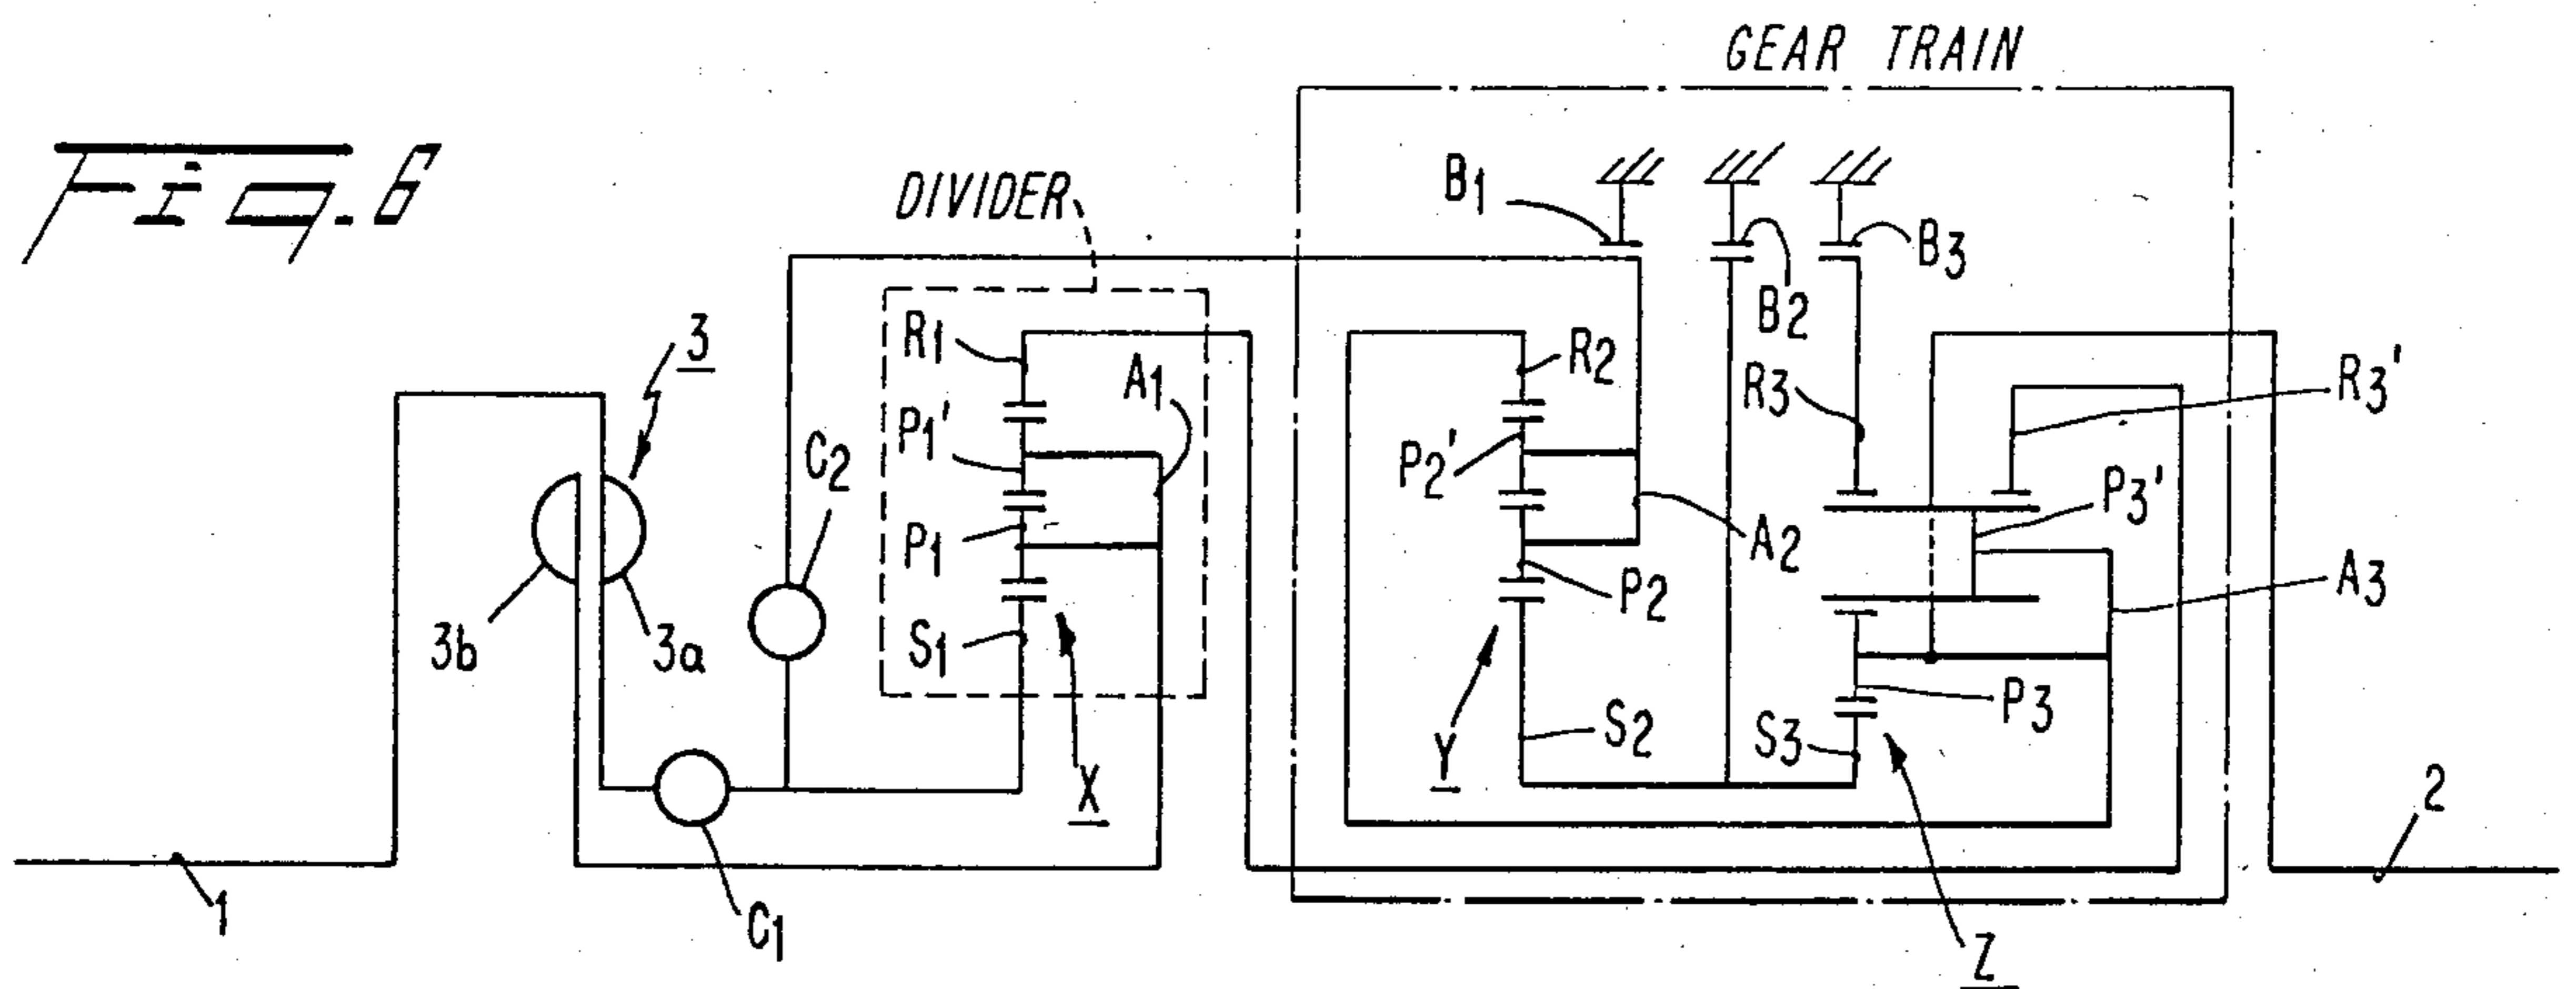 Fig. 6
GEAR TRAIN
DIVIDER
B1
B2
B3
3
R1
A1
P1'
C2
P1
S1
3b
3a
X
C1
1
R2
P2'
A2
P2
S2
Y
R3
R3'
P3'
A3
P3
S3
Z
2